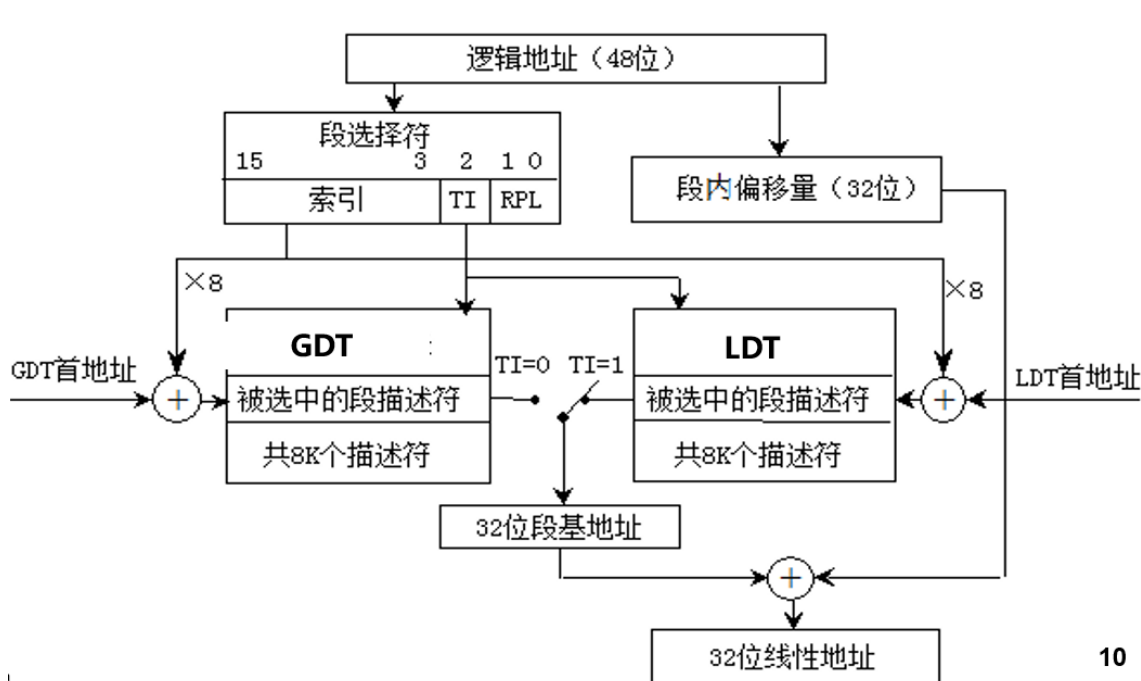 逻辑地址（48位）
段选择符
15 3 2 1 0
索引 TI RPL
段内偏移量（32位）
×8
×8
GDT :
LDT
TI=0 TI=1
GDT首地址
LDT首地址
+
被选中的段描述符
被选中的段描述符
+
共8K个描述符
共8K个描述符
32位段基地址
+
32位线性地址
10